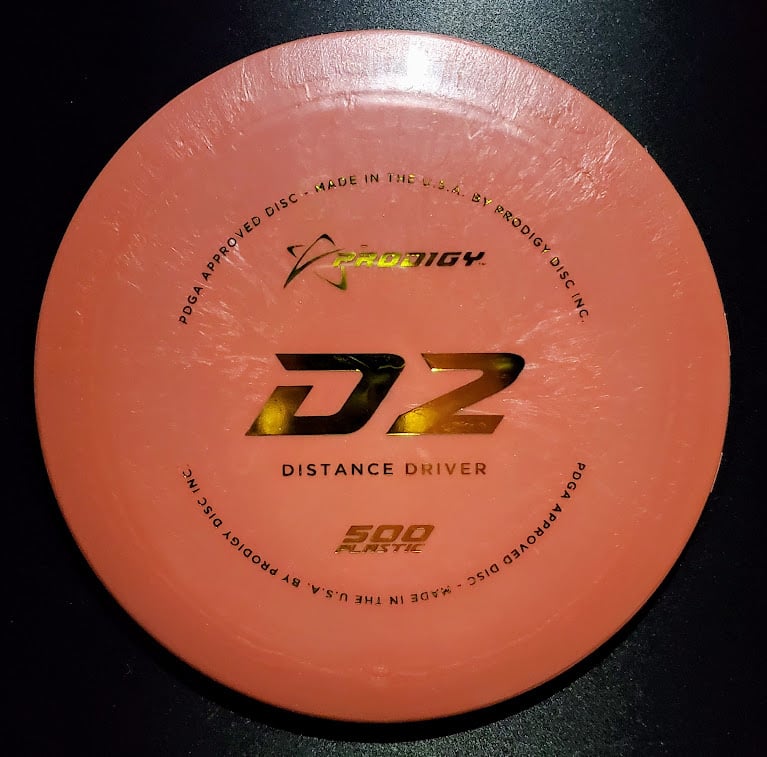 PDGA APPROVED DISC - MADE IN THE U.S.A. BY PRODIGY DISC INC.
PRODIGY™
D2
DISTANCE DRIVER
500
PLASTIC
PDGA APPROVED DISC - MADE IN THE U.S.A. BY PRODIGY DISC INC.